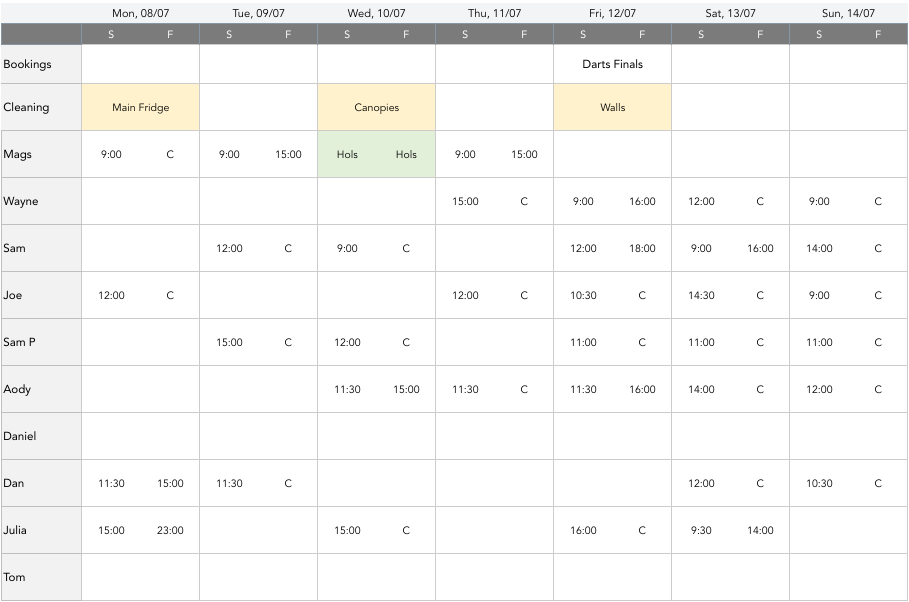 Mon, 08/07 Tue, 09/07 Wed, 10/07 Thu, 11/07 Fri, 12/07 Sat, 13/07 Sun, 14/07
S F S F S F S F S F S F S F
Bookings Darts Finals
Cleaning Main Fridge Canopies Walls
Mags 9:00 C 9:00 15:00 Hols Hols 9:00 15:00
Wayne 15:00 C 9:00 16:00 12:00 C 9:00 C
Sam 12:00 C 9:00 C 12:00 18:00 9:00 16:00 14:00 C
Joe 12:00 C 12:00 C 10:30 C 14:30 C 9:00 C
Sam P 15:00 C 12:00 C 11:00 C 11:00 C 11:00 C
Aody 11:30 15:00 11:30 C 11:30 16:00 14:00 C 12:00 C
Daniel
Dan 11:30 15:00 11:30 C 12:00 C 10:30 C
Julia 15:00 23:00 15:00 C 16:00 C 9:30 14:00
Tom